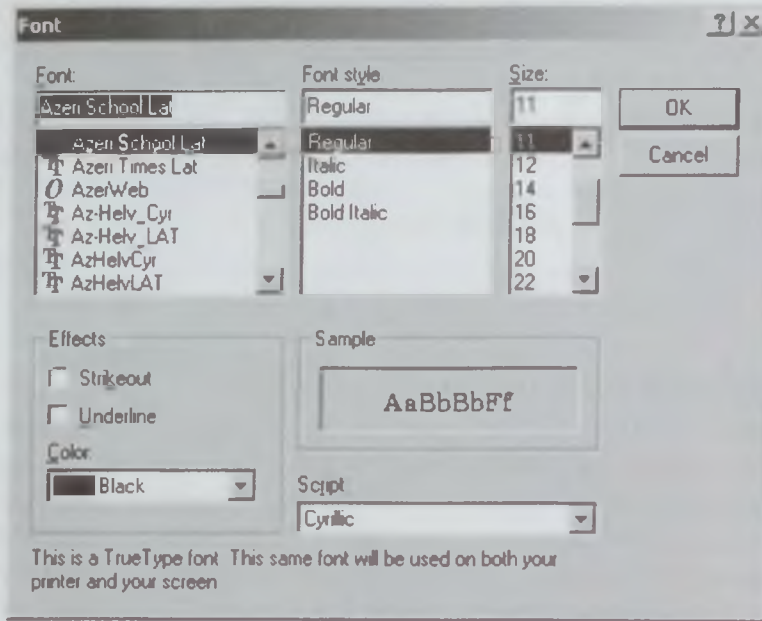 Font
Font: Font style Size:
Azeri School Lat Regular 11
Azeri School Lat Regular 11
Azeri Times Lat Italic 12
AzerWeb Bold 14
Az-Helv_Cyr Bold Italic 16
Az-Helv_LAT 18
AzHelvCyr 20
AzHelvLAT 22
OK
Cancel
Effects
Strikeout
Underline
Color:
Black
Sample
AaBbBbFf
Script
Cyrillic
This is a TrueType font This same font will be used on both your
printer and your screen